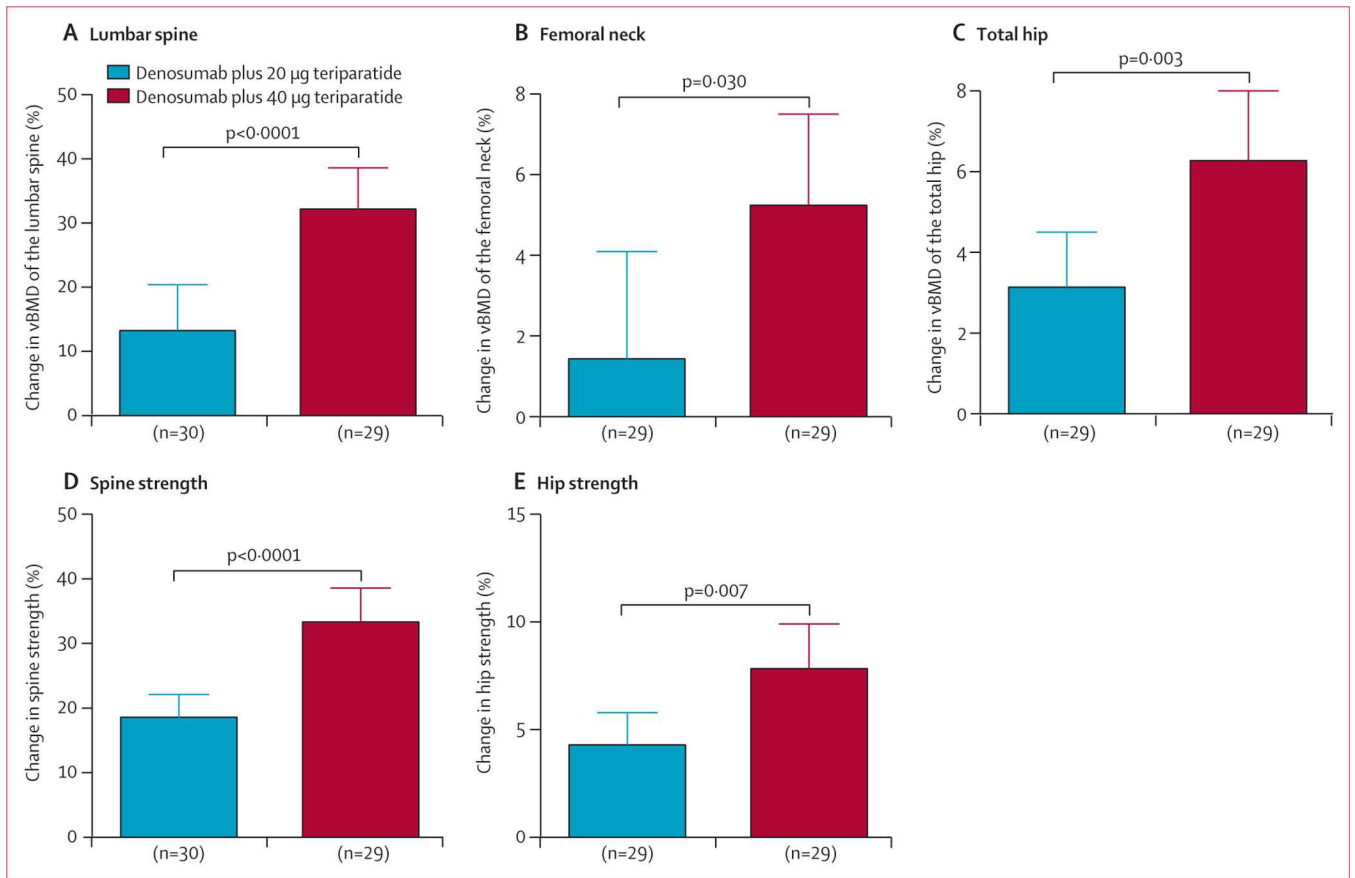 A Lumbar spine
Denosumab plus 20 µg teriparatide
Denosumab plus 40 µg teriparatide
Change in vBMD of the lumbar spine (%)
50
40
30
20
10
0
p<0·0001
(n=30)
(n=29)
B Femoral neck
Change in vBMD of the femoral neck (%)
8
6
4
2
0
p=0·030
(n=29)
(n=29)
C Total hip
Change in vBMD of the total hip (%)
8
6
4
2
0
p=0·003
(n=29)
(n=29)
D Spine strength
Change in spine strength (%)
50
40
30
20
10
0
p<0·0001
(n=30)
(n=29)
E Hip strength
Change in hip strength (%)
15
10
5
0
p=0·007
(n=29)
(n=29)